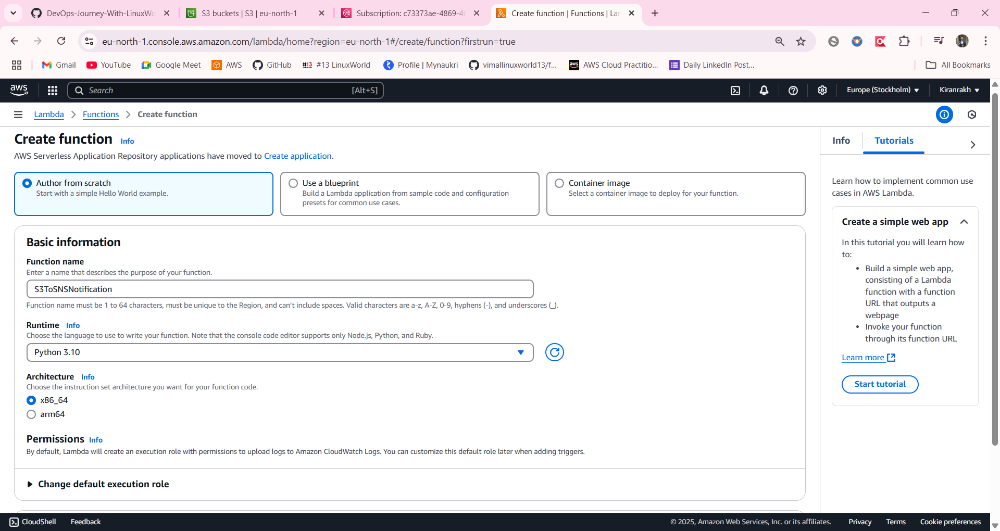 DevOps-Journey-With-LinuxWo
S3 buckets | S3 | eu-north-1
Subscription: c73373ae-4869-4
Create function | Functions | Lar
eu-north-1.console.aws.amazon.com/lambda/home?region=eu-north-1#/create/function?firstrun=true
Gmail
YouTube
Google Meet
AWS
GitHub
#13 #13 LinuxWorld
Profile | Mynaukri
vimallinuxworld13/f...
aws AWS Cloud Practitio...
Daily LinkedIn Post...
All Bookmarks
aws
Search
[Alt+S]
Europe (Stockholm)
Kiranrakh
Lambda
Functions
Create function
Create function Info
AWS Serverless Application Repository applications have moved to Create application.
Author from scratch
Start with a simple Hello World example.
Use a blueprint
Build a Lambda application from sample code and configuration
presets for common use cases.
Container image
Select a container image to deploy for your function.
Basic information
Function name
Enter a name that describes the purpose of your function.
S3ToSNSNotification
Function name must be 1 to 64 characters, must be unique to the Region, and can't include spaces. Valid characters are a-z, A-Z, 0-9, hyphens (-), and underscores (_).
Runtime Info
Choose the language to use to write your function. Note that the console code editor supports only Node.js, Python, and Ruby.
Python 3.10
Architecture Info
Choose the instruction set architecture you want for your function code.
x86_64
arm64
Permissions Info
By default, Lambda will create an execution role with permissions to upload logs to Amazon CloudWatch Logs. You can customize this default role later when adding triggers.
Change default execution role
Info
Tutorials
Learn how to implement common use
cases in AWS Lambda.
Create a simple web app
In this tutorial you will learn how
to:
• Build a simple web app,
consisting of a Lambda
function with a function
URL that outputs a
webpage
• Invoke your function
through its function URL
Learn more
Start tutorial
CloudShell
Feedback
© 2025, Amazon Web Services, Inc. or its affiliates.
Privacy
Terms
Cookie preferences